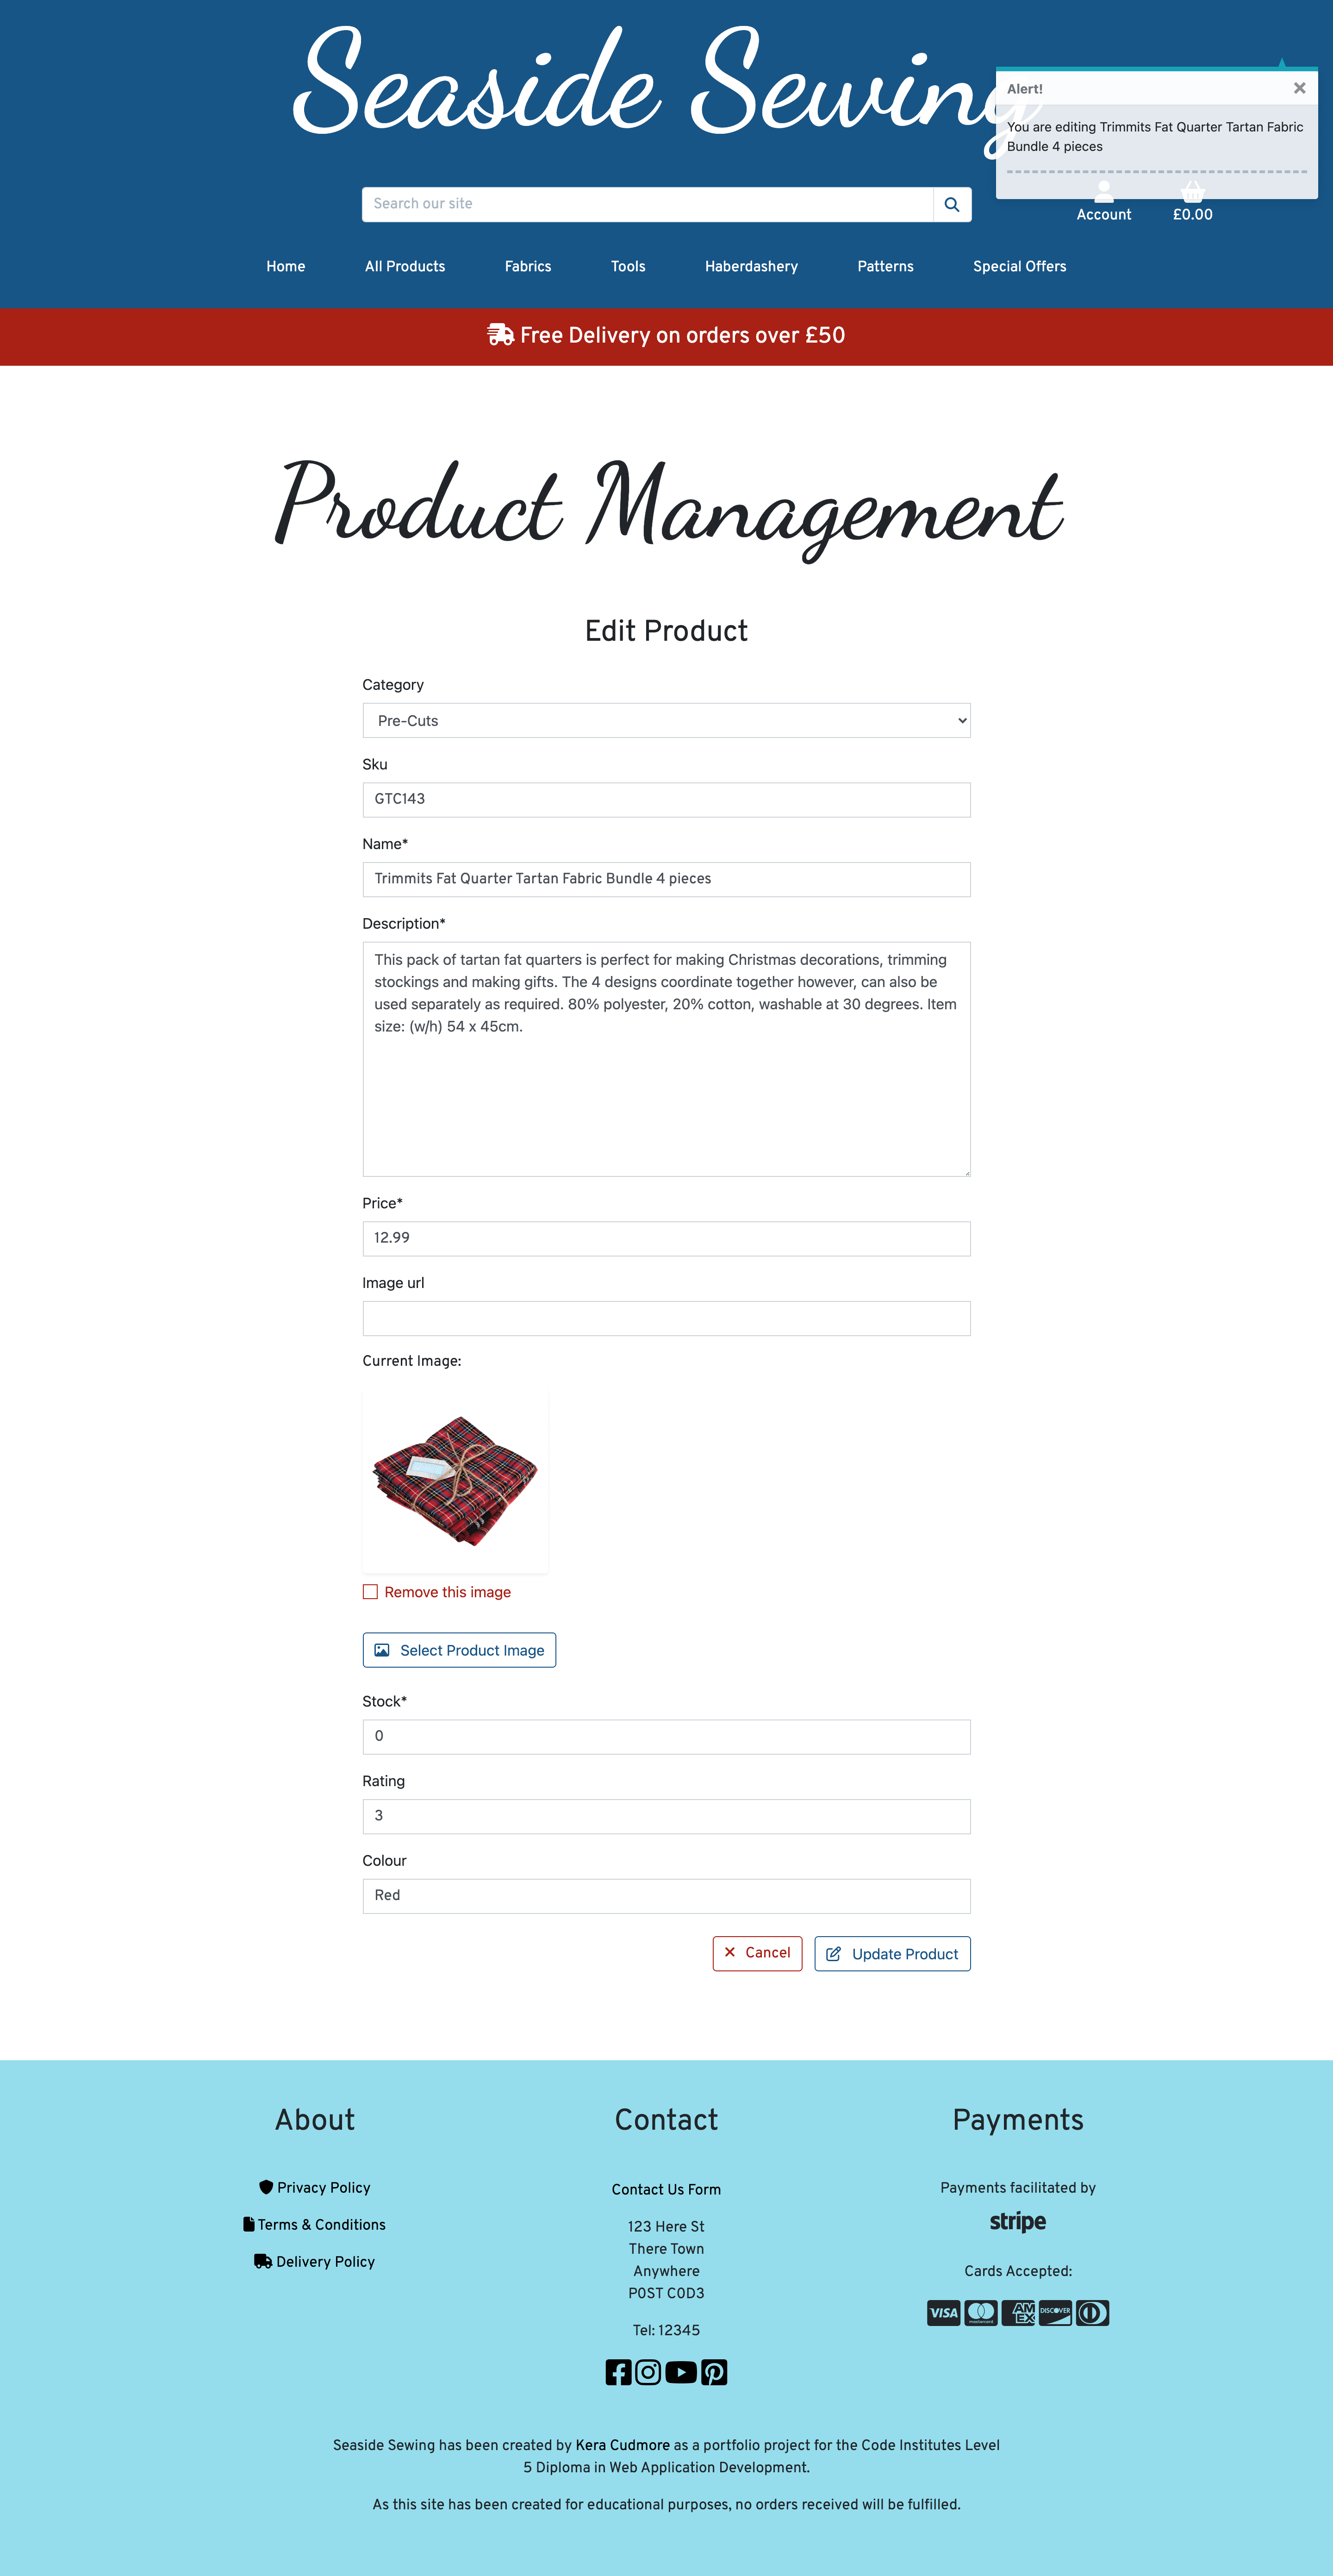 Seaside Sewing
Alert!
You are editing Trimmits Fat Quarter Tartan Fabric
Bundle 4 pieces
Search our site
Account
£0.00
Home
All Products
Fabrics
Tools
Haberdashery
Patterns
Special Offers
Free Delivery on orders over £50
Product Management
Edit Product
Category
Pre-Cuts
Sku
GTC143
Name*
Trimmits Fat Quarter Tartan Fabric Bundle 4 pieces
Description*
This pack of tartan fat quarters is perfect for making Christmas decorations, trimming
stockings and making gifts. The 4 designs coordinate together however, can also be
used separately as required. 80% polyester, 20% cotton, washable at 30 degrees. Item
size: (w/h) 54 x 45cm.
Price*
12.99
Image url
Current Image:
Remove this image
Select Product Image
Stock*
0
Rating
3
Colour
Red
Cancel
Update Product
About
Privacy Policy
Terms & Conditions
Delivery Policy
Contact
Contact Us Form
123 Here St
There Town
Anywhere
P0ST C0D3
Tel: 12345
Payments
Payments facilitated by
stripe
Cards Accepted:
VISA
mastercard
AM
EX
DISCOVER
Seaside Sewing has been created by Kera Cudmore as a portfolio project for the Code Institutes Level
5 Diploma in Web Application Development.
As this site has been created for educational purposes, no orders received will be fulfilled.